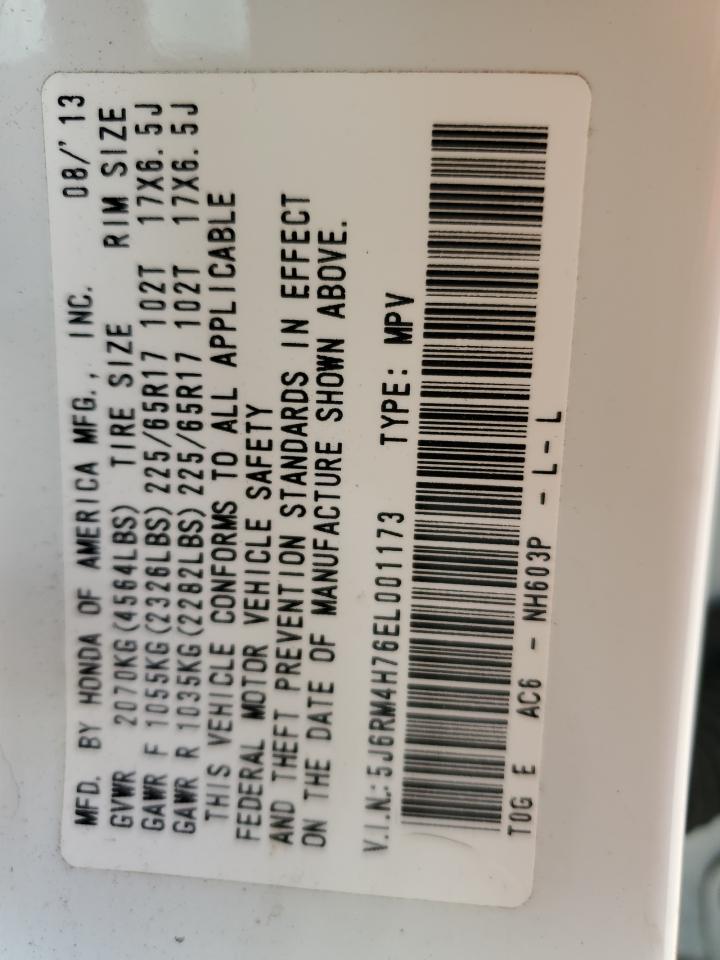 MFD. BY HONDA OF AMERICA MFG., INC. 08/'13
GVWR 2070KG(4564LBS) TIRE SIZE RIM SIZE
GAWR F 1055KG(2326LBS) 225/65R17 102T 17X6.5J
GAWR R 1035KG(2282LBS) 225/65R17 102T 17X6.5J
THIS VEHICLE CONFORMS TO ALL APPLICABLE
FEDERAL MOTOR VEHICLE SAFETY
AND THEFT PREVENTION STANDARDS IN EFFECT
ON THE DATE OF MANUFACTURE SHOWN ABOVE.
V.I.N.:5J6RM4H76EL001173 TYPE: MPV
T0G E AC6 - NH603P - L- L